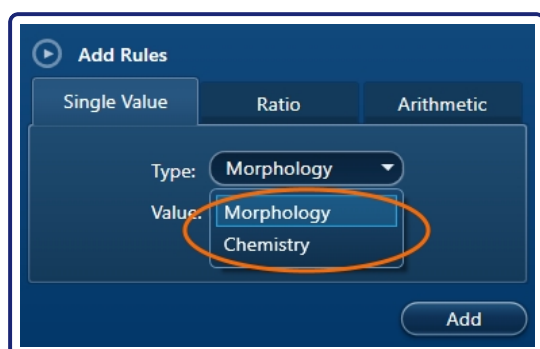 Add Rules
Single Value Ratio Arithmetic
Type: Morphology
Value: Morphology
Chemistry
Add